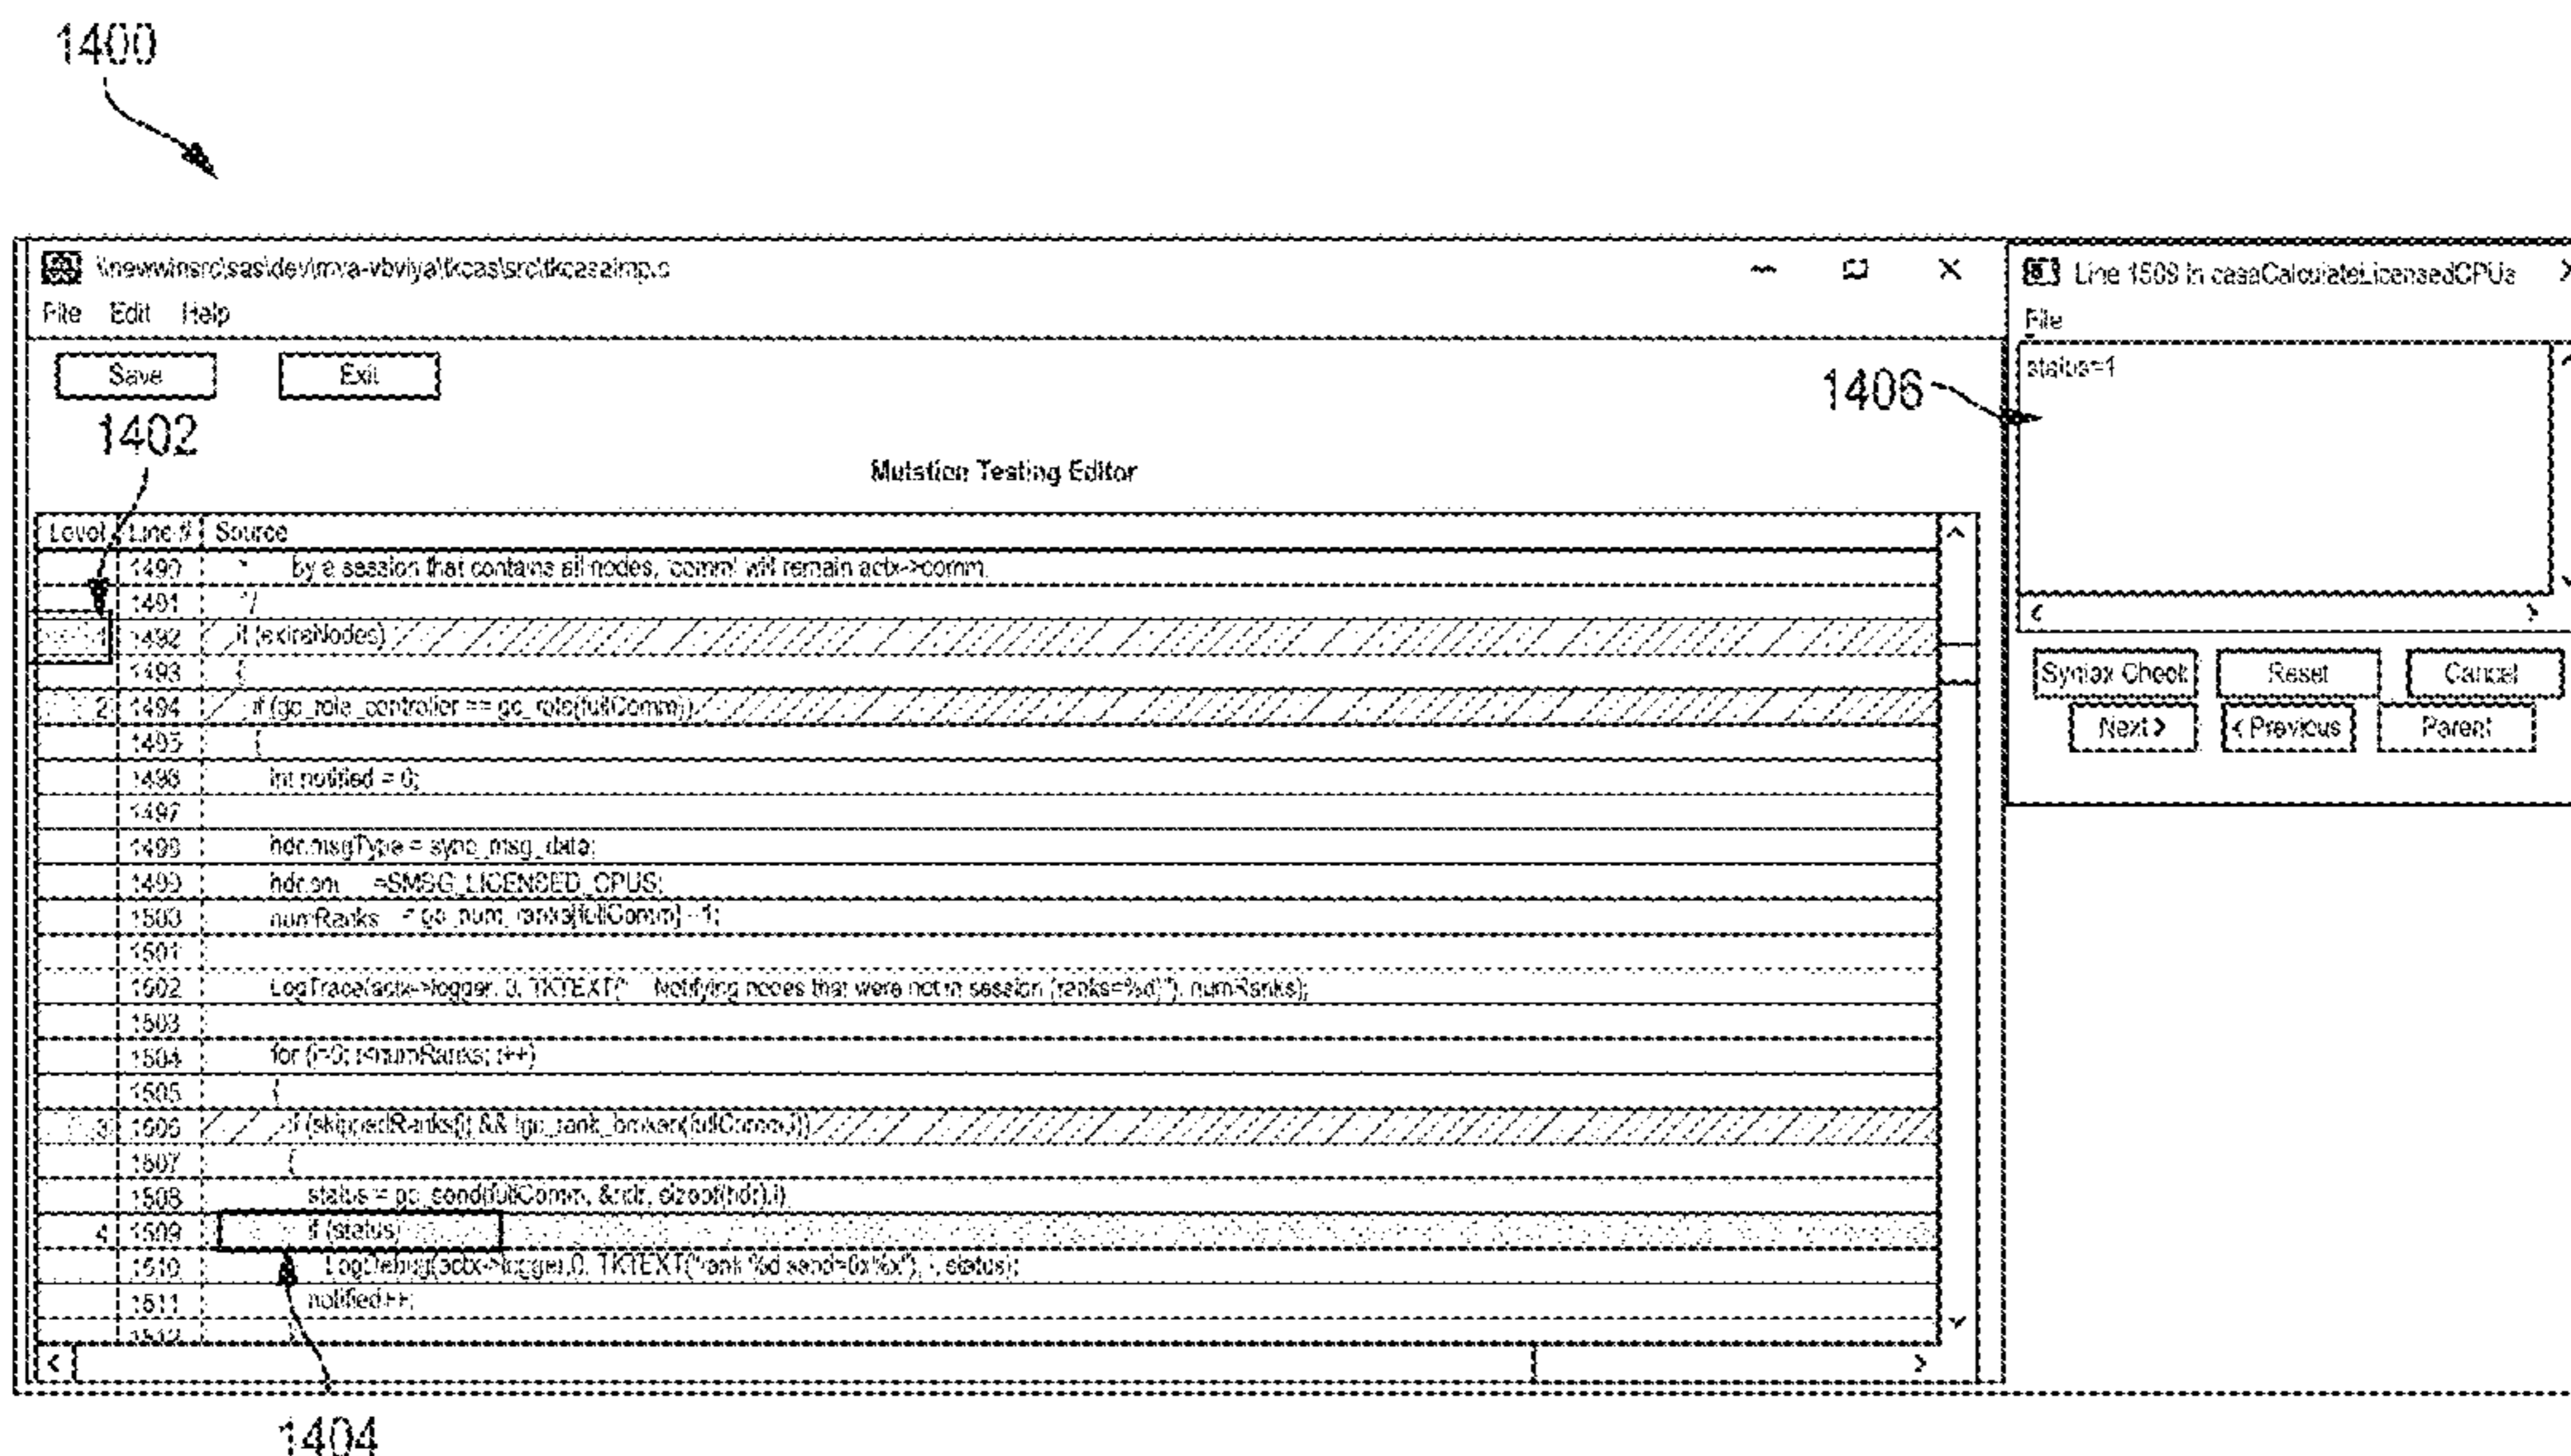 1400
\\newwinsrc\sas\dev\mva-vbviya\tkcas\src\tkcasaimp.c
File Edit Help
Save Exit
1402
Mutation Testing Editor
Level Line # Source
1490 * by a session that contains all nodes, 'comm' will remain actx->comm.
1491 */
1 1492 if (extraNodes)
1493 {
2 1494 if (gc_role_controller == gc_role(fullComm))
1495 {
1496 int notified = 0;
1497
1498 hdr.msgType = sync_msg_data;
1499 =SMSG_LICENSED_CPUS;
1500 numRanks = gc_num_ranks[fullComm] - 1;
1501
1502 LogTrace(actx->logger, 0, TKTEXT(" Notifying nodes that were not in session (ranks=%d)"), numRanks);
1503
1504 for (i=0; i<numRanks; i++)
1505 {
3 1506 if (skippedRanks[i] && !gc_rank_broken(fullComm,i))
1507 {
1508 status = gc_send(fullComm, &hdr, sizeof(hdr),i)
4 1509 if (status)
1510 LogDebug(actx->logger,0, TKTEXT("rank %d send=0x%x"), status);
1511 notified++;
1512
1404
Line 1509 in casaCalculateLicensedCPUs
File
status=1
1406
Syntax Check Reset Cancel
Next > < Previous Parent